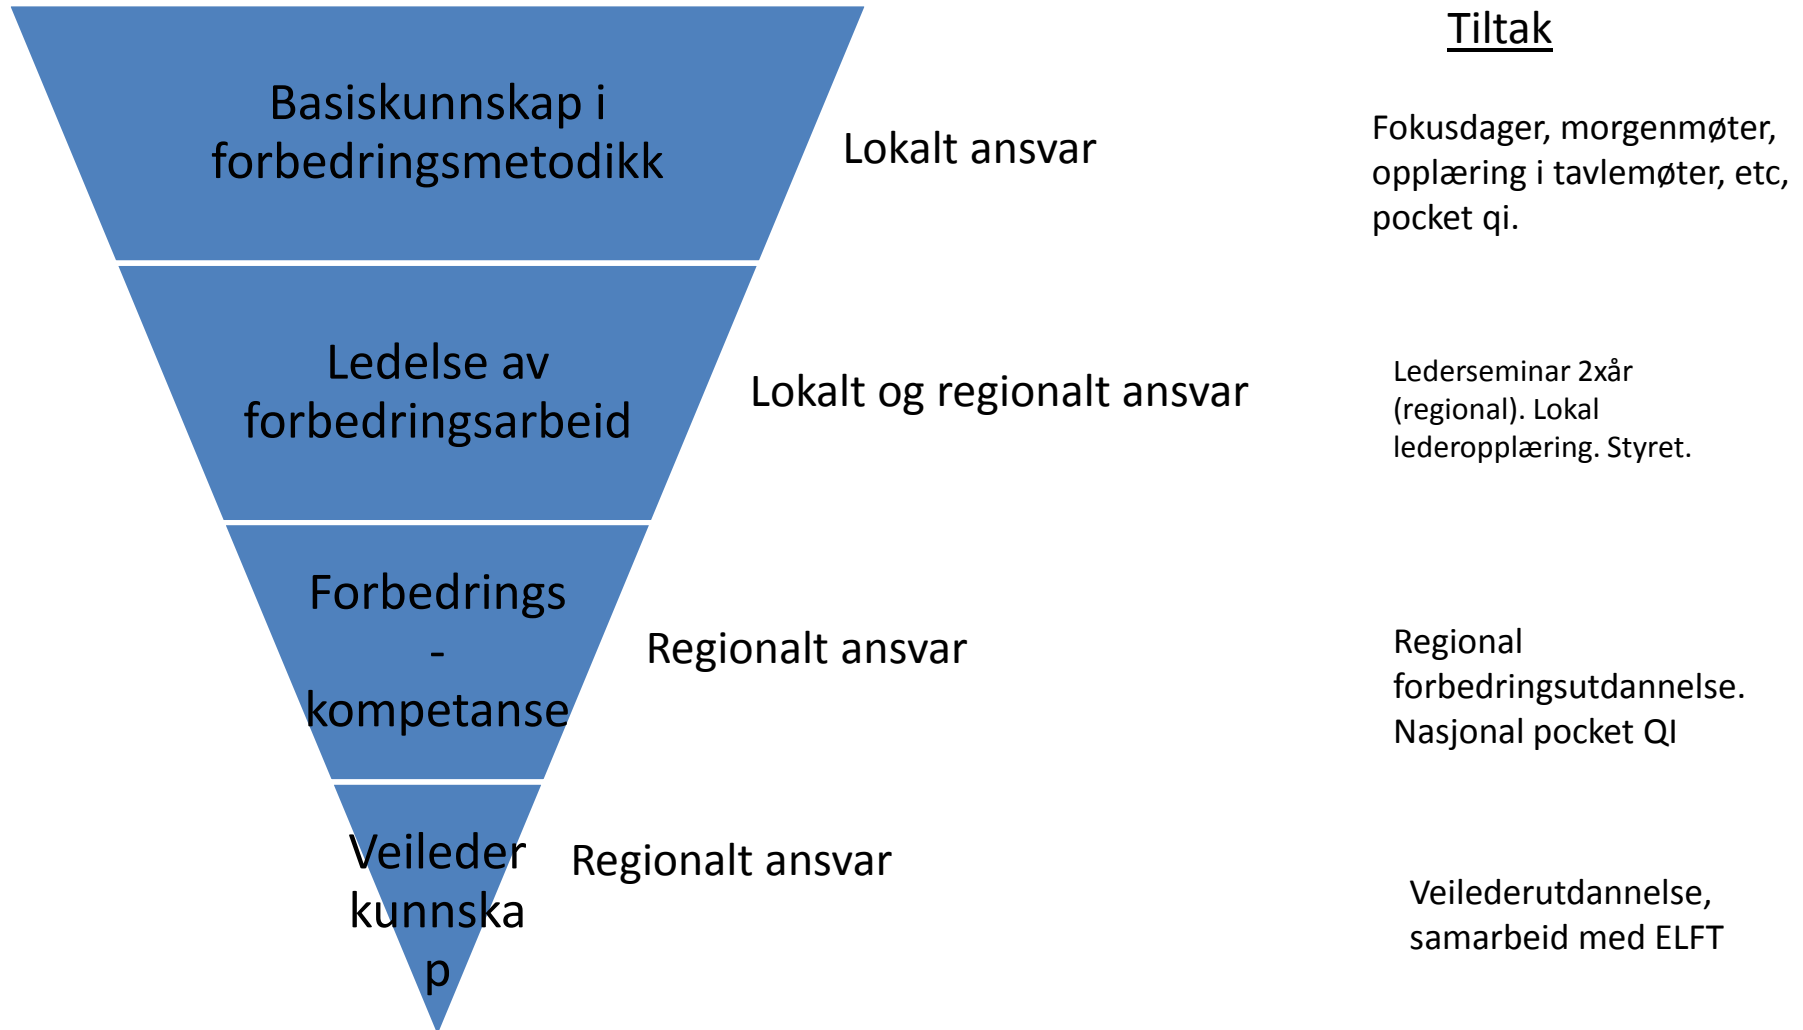 Tiltak
Basiskunnskap i
forbedringsmetodikk
Lokalt ansvar
Fokusdager, morgenmøter,
opplæring i tavlemøter, etc,
pocket qi.
Ledelse av
forbedringsarbeid
Lokalt og regionalt ansvar
Lederseminar 2xår
(regional). Lokal
lederopplæring. Styret.
Forbedrings
-
kompetanse
Regionalt ansvar
Regional
forbedringsutdannelse.
Nasjonal pocket QI
Veileder
kunnska
p
Regionalt ansvar
Veilederutdannelse,
samarbeid med ELFT